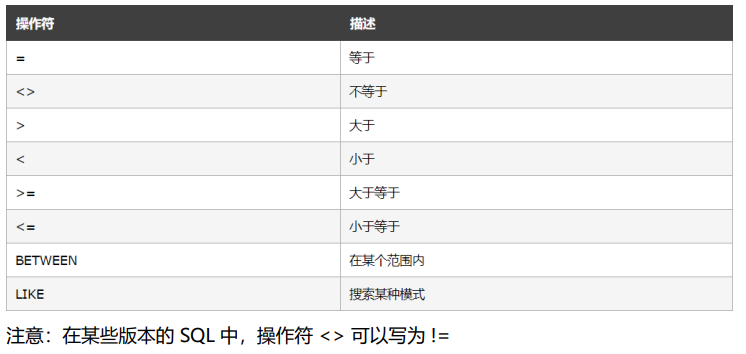 操作符 描述
= 等于
<> 不等于
> 大于
< 小于
>= 大于等于
<= 小于等于
BETWEEN 在某个范围内
LIKE 搜索某种模式
注意：在某些版本的 SQL 中，操作符 <> 可以写为 !=